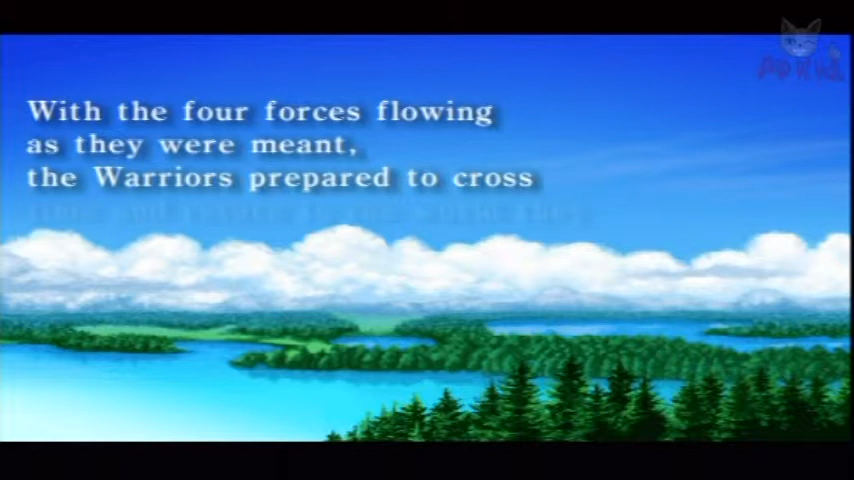 With the four forces flowing
as they were meant,
the Warriors prepared to cross